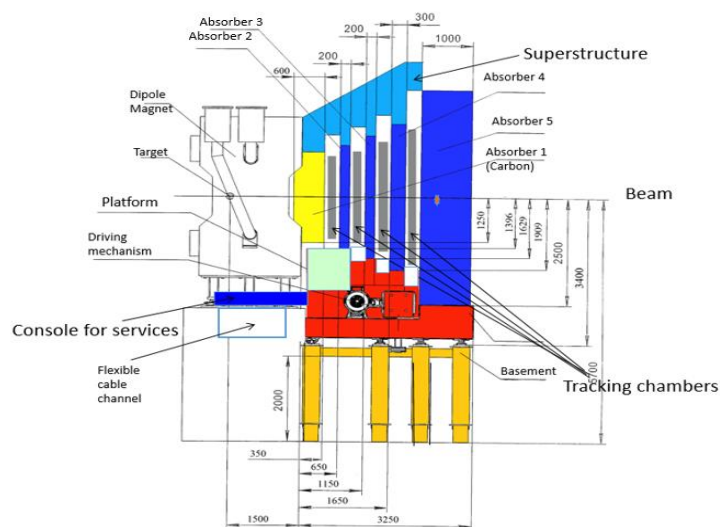 Absorber 3
Absorber 2
200
300
200
1000
600
Superstructure
Absorber 4
Dipole
Magnet
Absorber 5
Target
Absorber 1
(Carbon)
Beam
Platform
Driving
mechanism
1250
1396
1629
1909
2500
3400
Console for services
Flexible
cable
channel
Basement
Tracking chambers
2000
350
650
1150
1650
1500
3250